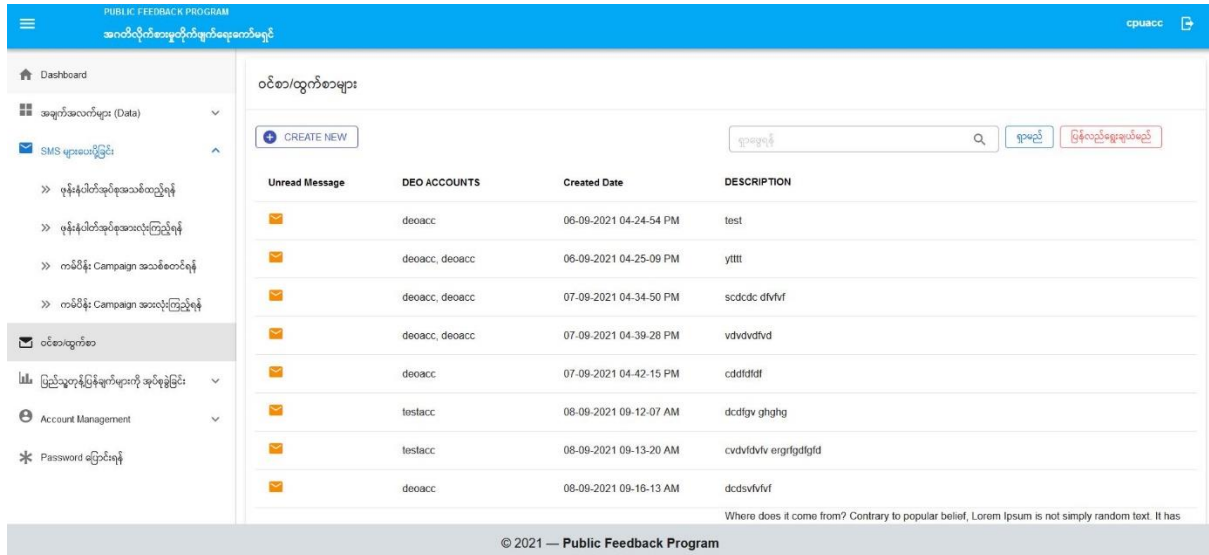 PUBLIC FEEDBACK PROGRAM
အဂတိလိုက်စားမှုတိုက်ဖျက်ရေးကော်မရှင်
cpuacc
Dashboard
အချက်အလက်များ (Data)
SMS များပေးပို့ခြင်း
ဖုန်းနံပါတ်အုပ်စုအသစ်ထည့်ရန်
ဖုန်းနံပါတ်အုပ်စုအားလုံးကြည့်ရန်
ကမ်ပိန်း Campaign အသစ်စတင်ရန်
ကမ်ပိန်း Campaign အားလုံးကြည့်ရန်
ဝင်စာ/ထွက်စာ
ပြည်သူတုန့်ပြန်ချက်များကို အုပ်စုခွဲခြင်း
Account Management
Password ပြောင်းရန်
ဝင်စာ/ထွက်စာများ
CREATE NEW
ရှာဖွေရန်
ရှာမည်
ပြန်လည်ရွေးချယ်မည်
Unread Message DEO ACCOUNTS Created Date DESCRIPTION
deoacc 06-09-2021 04-24-54 PM test
deoacc, deoacc 06-09-2021 04-25-09 PM ytttt
deoacc, deoacc 07-09-2021 04-34-50 PM scdcdc dfvfvf
deoacc, deoacc 07-09-2021 04-39-28 PM vdvdvdfvd
deoacc 07-09-2021 04-42-15 PM cddfdfdf
testacc 08-09-2021 09-12-07 AM dcdfgv ghghg
testacc 08-09-2021 09-13-20 AM cvdvfdvfv ergrfgdfgfd
deoacc 08-09-2021 09-16-13 AM dcdsvfvfvf
Where does it come from? Contrary to popular belief, Lorem Ipsum is not simply random text. It has
© 2021 — Public Feedback Program